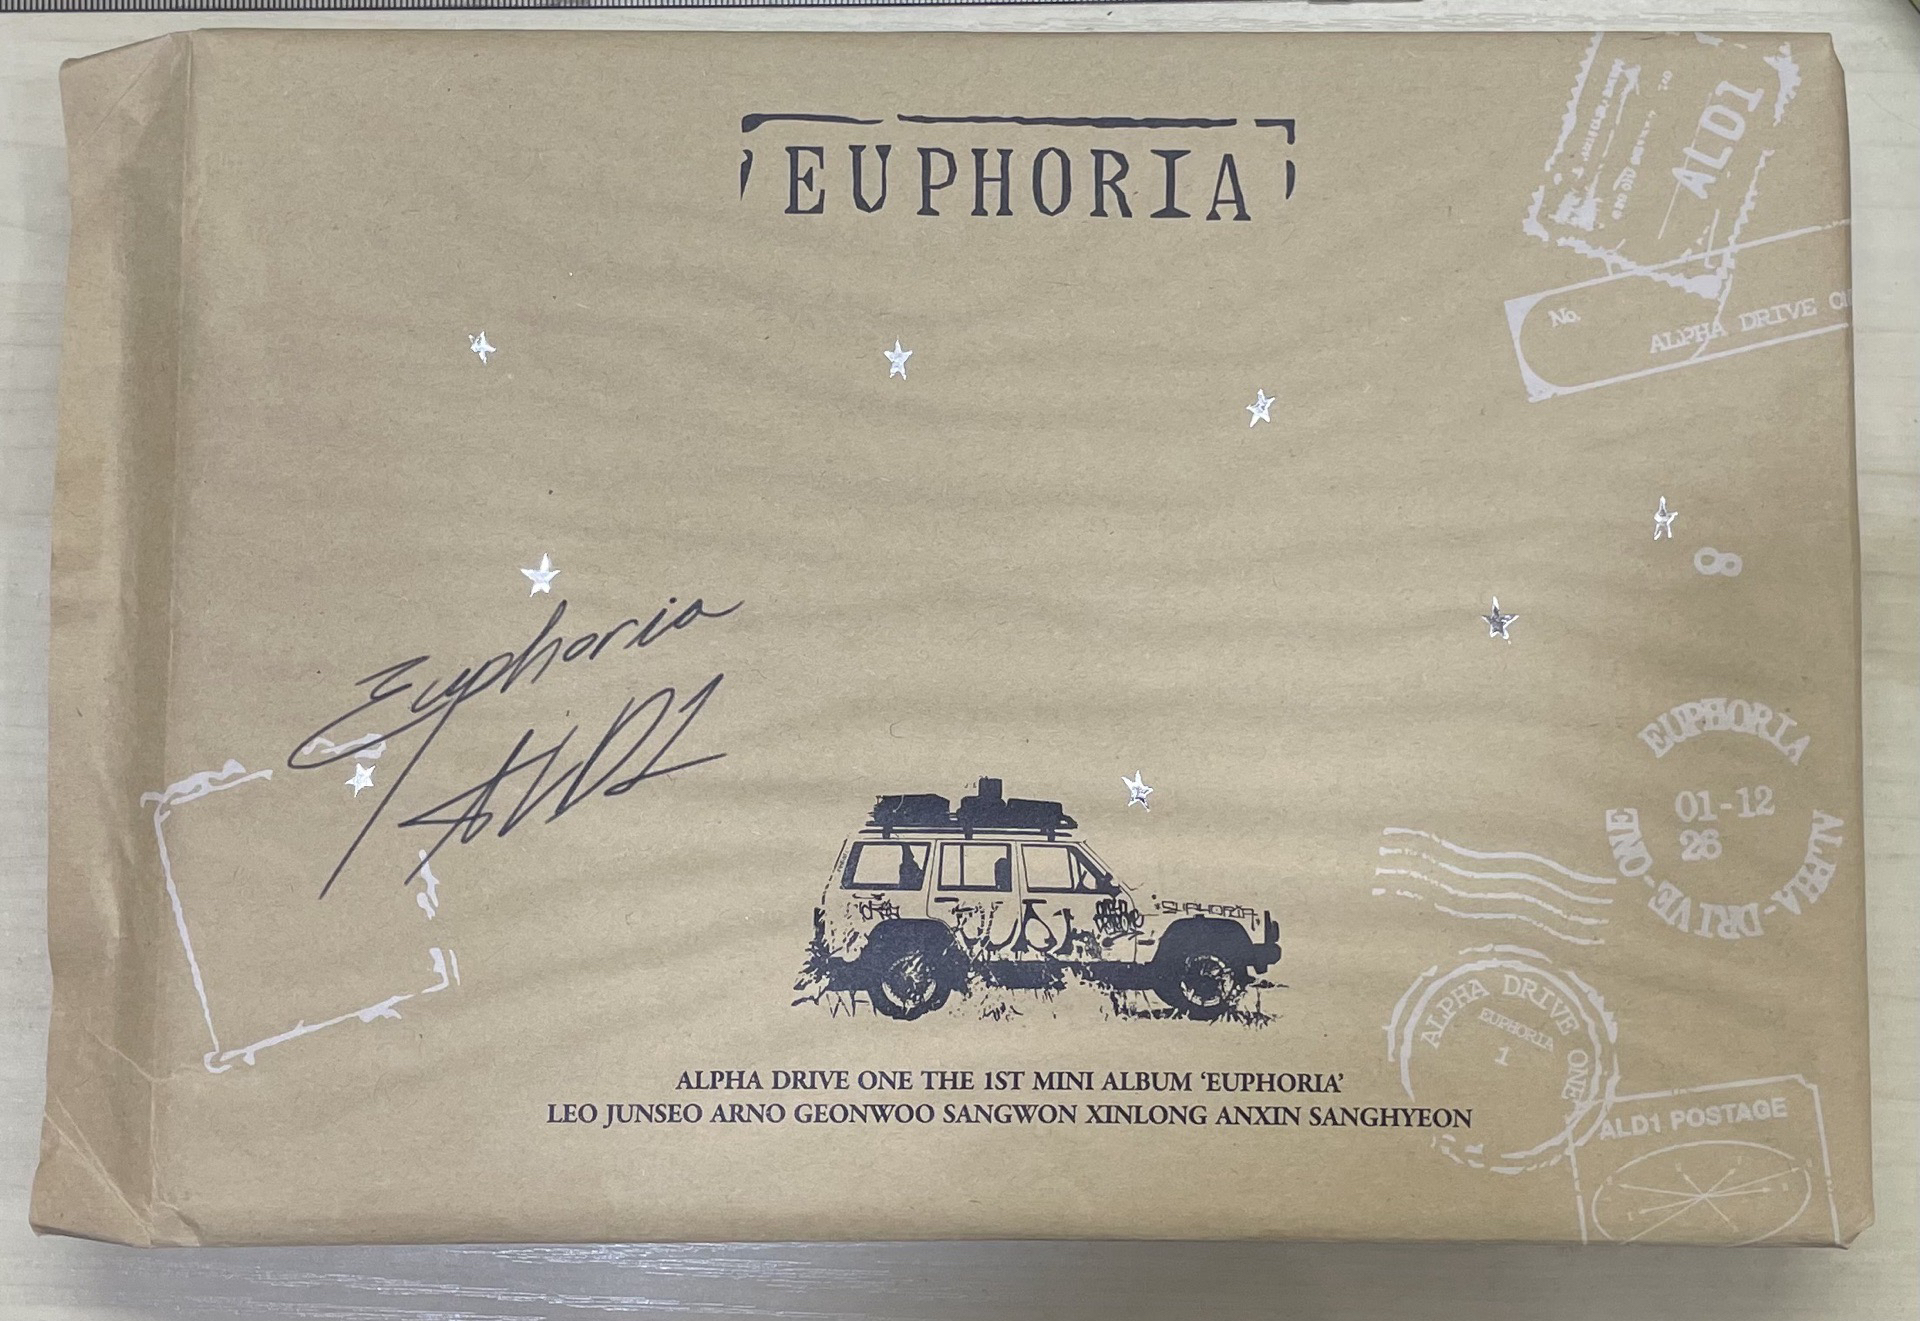 EUPHORIA
ALD1
No.
ALPHA DRIVE
8
Euphoria
ALD1
EUPHORIA
ALPHA-DRIVE-ONE
01-12
26
EUPHORIA
ALPHA DRIVE ONE
EUPHORIA
1
ALPHA DRIVE ONE THE 1ST MINI ALBUM ‘EUPHORIA’
LEO JUNSEO ARNO GEONWOO SANGWON XINLONG ANXIN SANGHYEON
ALD1 POSTAGE